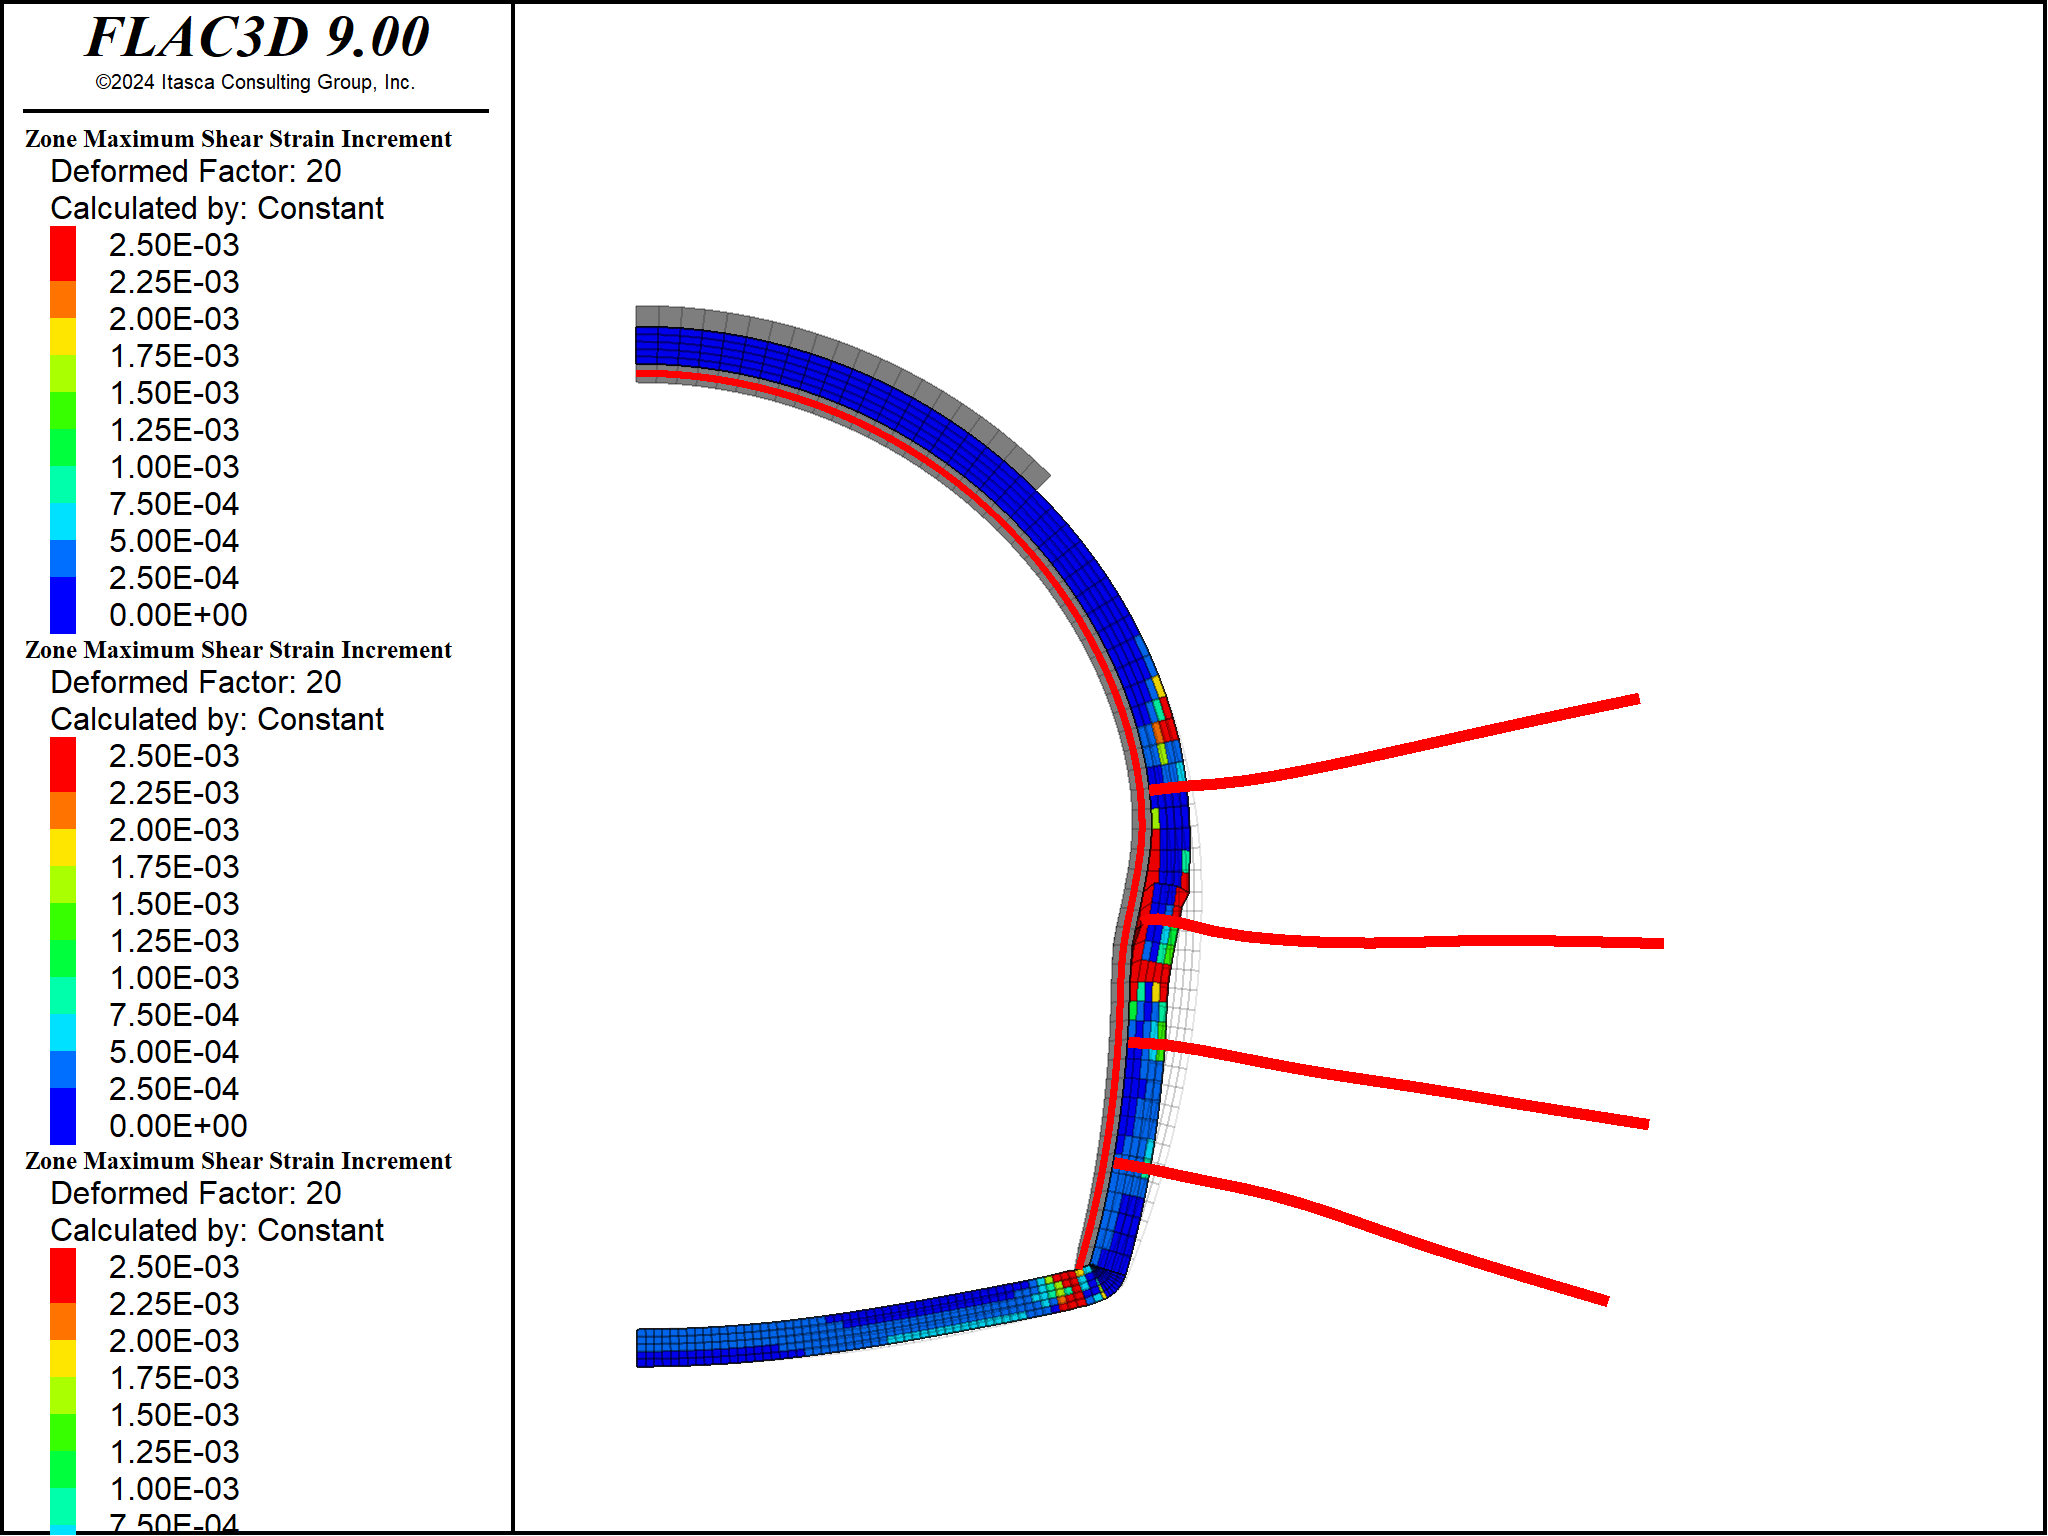 FLAC3D 9.00
©2024 Itasca Consulting Group, Inc.
Zone Maximum Shear Strain Increment
Deformed Factor: 20
Calculated by: Constant
2.50E-03
2.25E-03
2.00E-03
1.75E-03
1.50E-03
1.25E-03
1.00E-03
7.50E-04
5.00E-04
2.50E-04
0.00E+00
Zone Maximum Shear Strain Increment
Deformed Factor: 20
Calculated by: Constant
2.50E-03
2.25E-03
2.00E-03
1.75E-03
1.50E-03
1.25E-03
1.00E-03
7.50E-04
5.00E-04
2.50E-04
0.00E+00
Zone Maximum Shear Strain Increment
Deformed Factor: 20
Calculated by: Constant
2.50E-03
2.25E-03
2.00E-03
1.75E-03
1.50E-03
1.25E-03
1.00E-03
7.50E-04